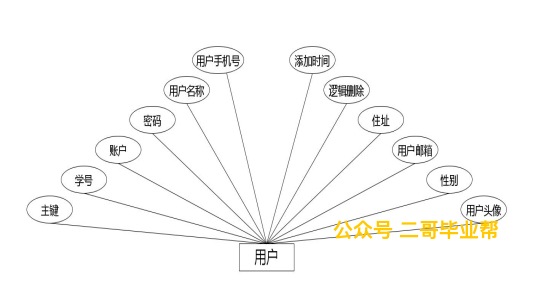 用户手机号
添加时间
用户名称
逻辑删除
密码
住址
账户
用户邮箱
学号
性别
主键
用户头像
公众号 二哥毕业帮
用户